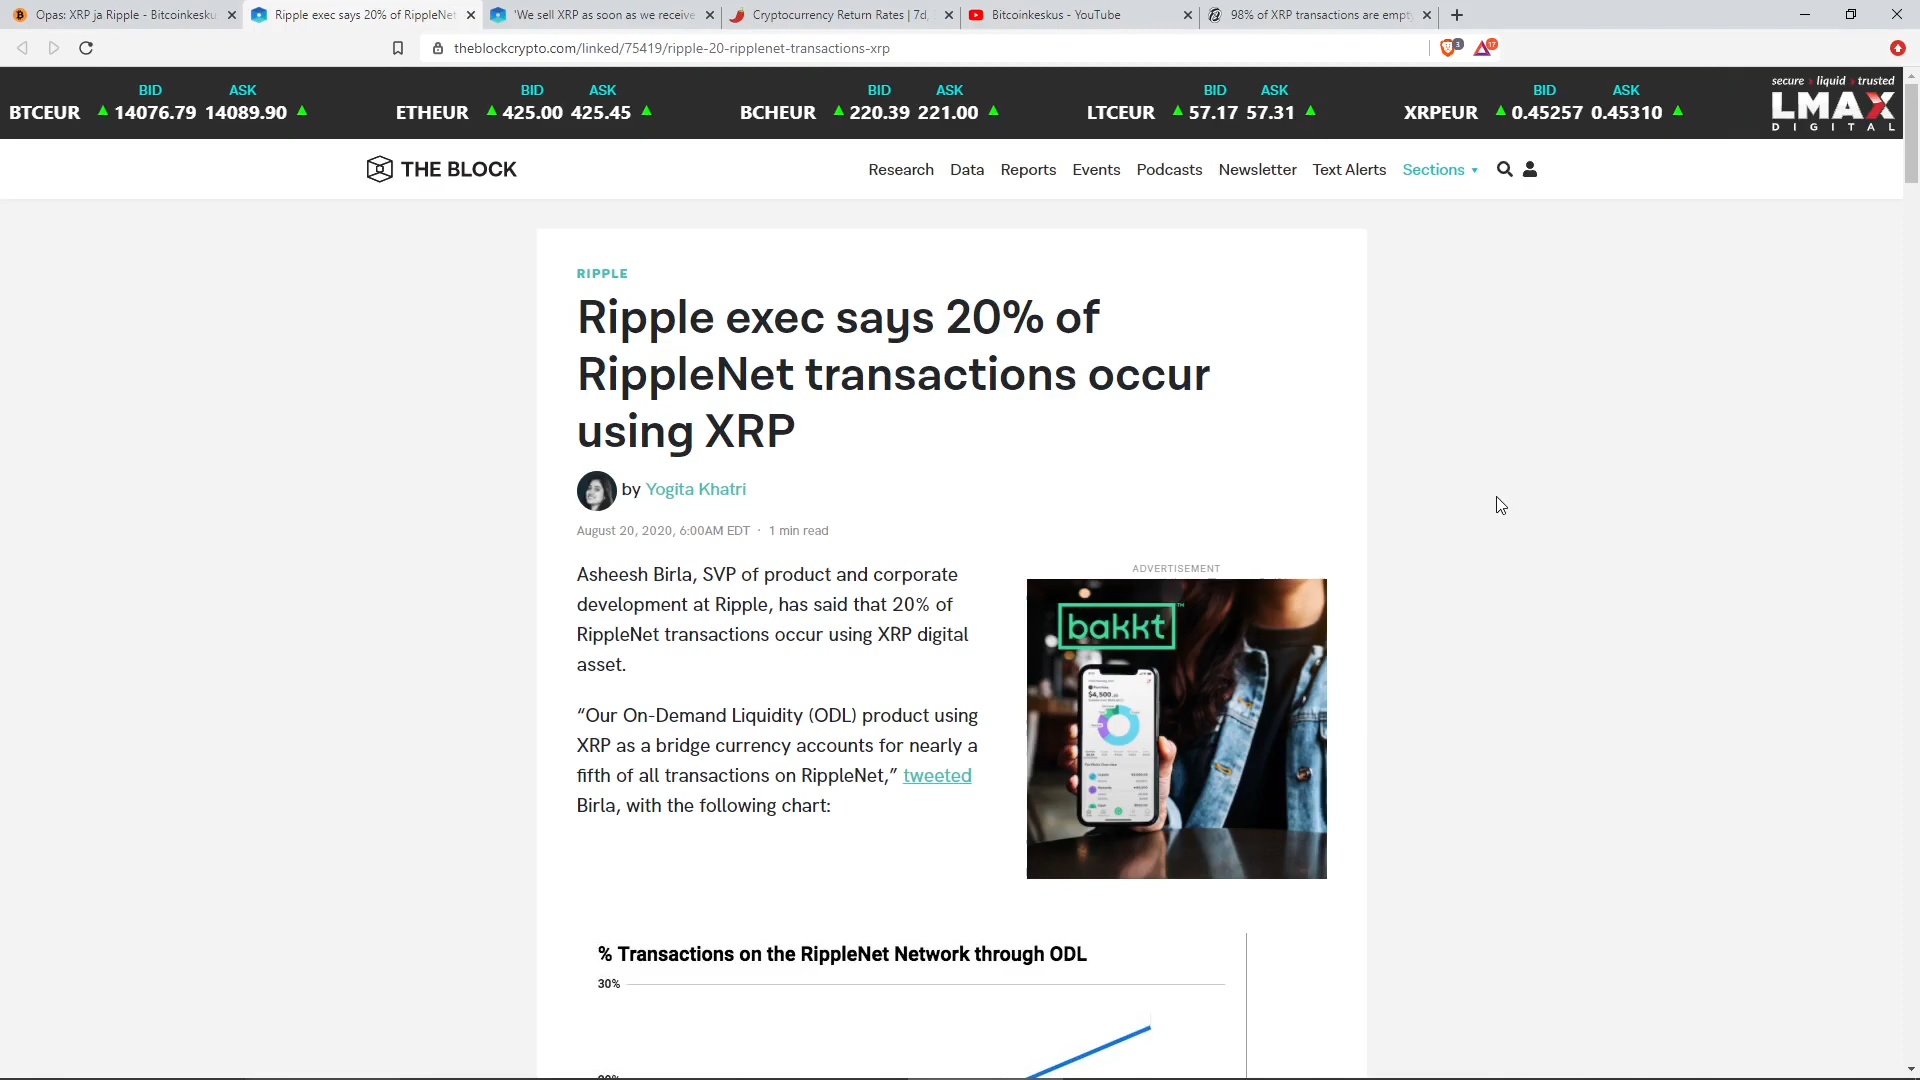 Opas: XRP ja Ripple - Bitcoinkesku
Ripple exec says 20% of RippleNet
'We sell XRP as soon as we receive
Cryptocurrency Return Rates | 7d,
Bitcoinkeskus - YouTube
98% of XRP transactions are empty
theblockcrypto.com/linked/75419/ripple-20-ripplenet-transactions-xrp
3
17
BID ASK BID ASK BID ASK BID ASK BID ASK
BTCEUR 14076.79 14089.90 ETHEUR 425.00 425.45 BCHEUR 220.39 221.00 LTCEUR 57.17 57.31 XRPEUR 0.45257 0.45310
secure › liquid › trusted
LMAX
DIGITAL
THE BLOCK
Research Data Reports Events Podcasts Newsletter Text Alerts Sections
RIPPLE
Ripple exec says 20% of
RippleNet transactions occur
using XRP
by Yogita Khatri
August 20, 2020, 6:00AM EDT · 1 min read
Asheesh Birla, SVP of product and corporate
development at Ripple, has said that 20% of
RippleNet transactions occur using XRP digital
asset.
“Our On-Demand Liquidity (ODL) product using
XRP as a bridge currency accounts for nearly a
fifth of all transactions on RippleNet,” tweeted
Birla, with the following chart:
ADVERTISEMENT
bakkt™
$4,500
% Transactions on the RippleNet Network through ODL
30%